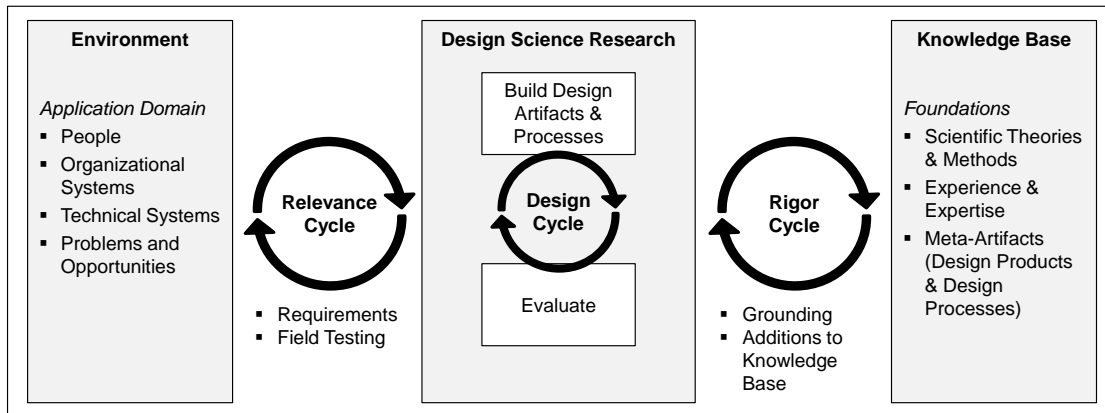 Environment
Application Domain
▪ People
▪ Organizational
Systems
▪ Technical Systems
▪ Problems and
Opportunities
Relevance
Cycle
▪ Requirements
▪ Field Testing
Design Science Research
Build Design
Artifacts &
Processes
Design
Cycle
Evaluate
Rigor
Cycle
▪ Grounding
▪ Additions to
Knowledge
Base
Knowledge Base
Foundations
▪ Scientific Theories
& Methods
▪ Experience &
Expertise
▪ Meta-Artifacts
(Design Products
& Design
Processes)